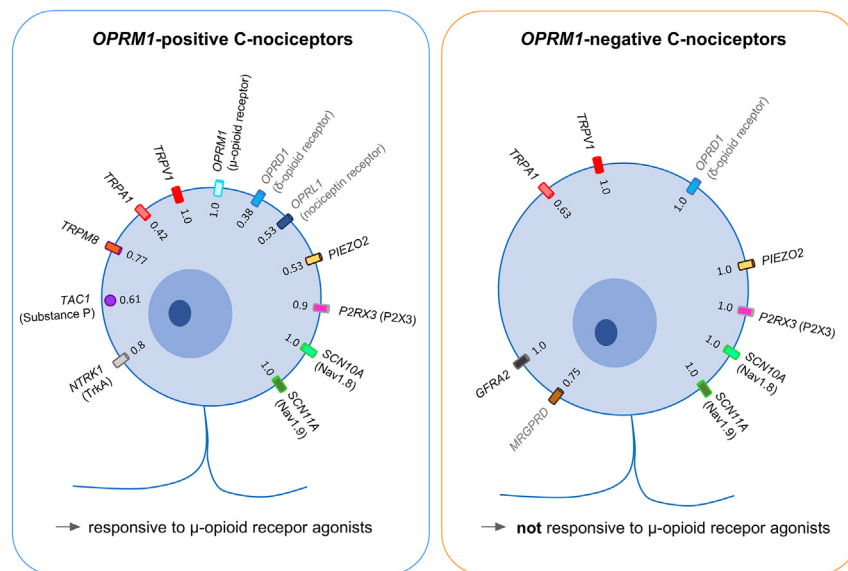 OPRM1-positive C-nociceptors
OPRM1
(μ-opioid receptor)
OPRD1
(δ-opioid receptor)
OPRL1
(nociceptin receptor)
TRPV1
TRPA1
TRPM8
TAC1
(Substance P)
NTRK1
(TrkA)
PIEZO2
P2RX3 (P2X3)
SCN10A
(Nav1.8)
SCN11A
(Nav1.9)
1.0
1.0
0.38
0.53
0.42
0.77
0.61
0.8
0.53
0.9
1.0
1.0
→ responsive to μ-opioid recepor agonists
OPRM1-negative C-nociceptors
TRPV1
TRPA1
OPRD1
(δ-opioid receptor)
PIEZO2
P2RX3 (P2X3)
SCN10A
(Nav1.8)
SCN11A
(Nav1.9)
GFRA2
MRGPRD
1.0
0.63
1.0
1.0
1.0
1.0
1.0
1.0
0.75
→ not responsive to μ-opioid recepor agonists